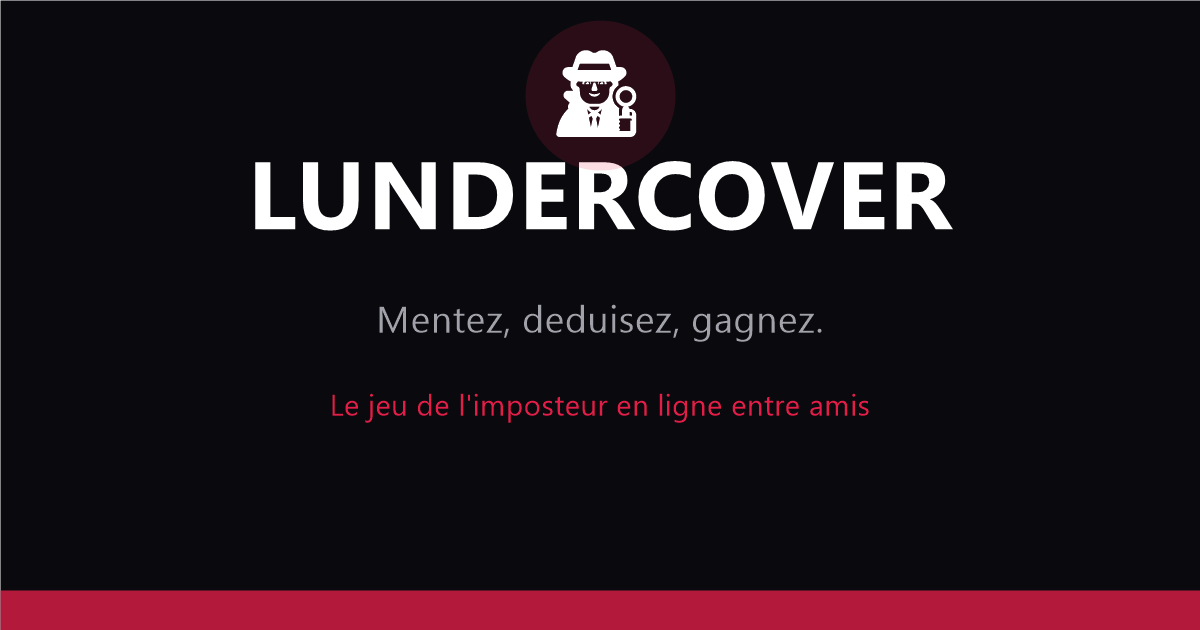 LUNDERCOVER
Mentez, deduisez, gagnez.
Le jeu de l'imposteur en ligne entre amis